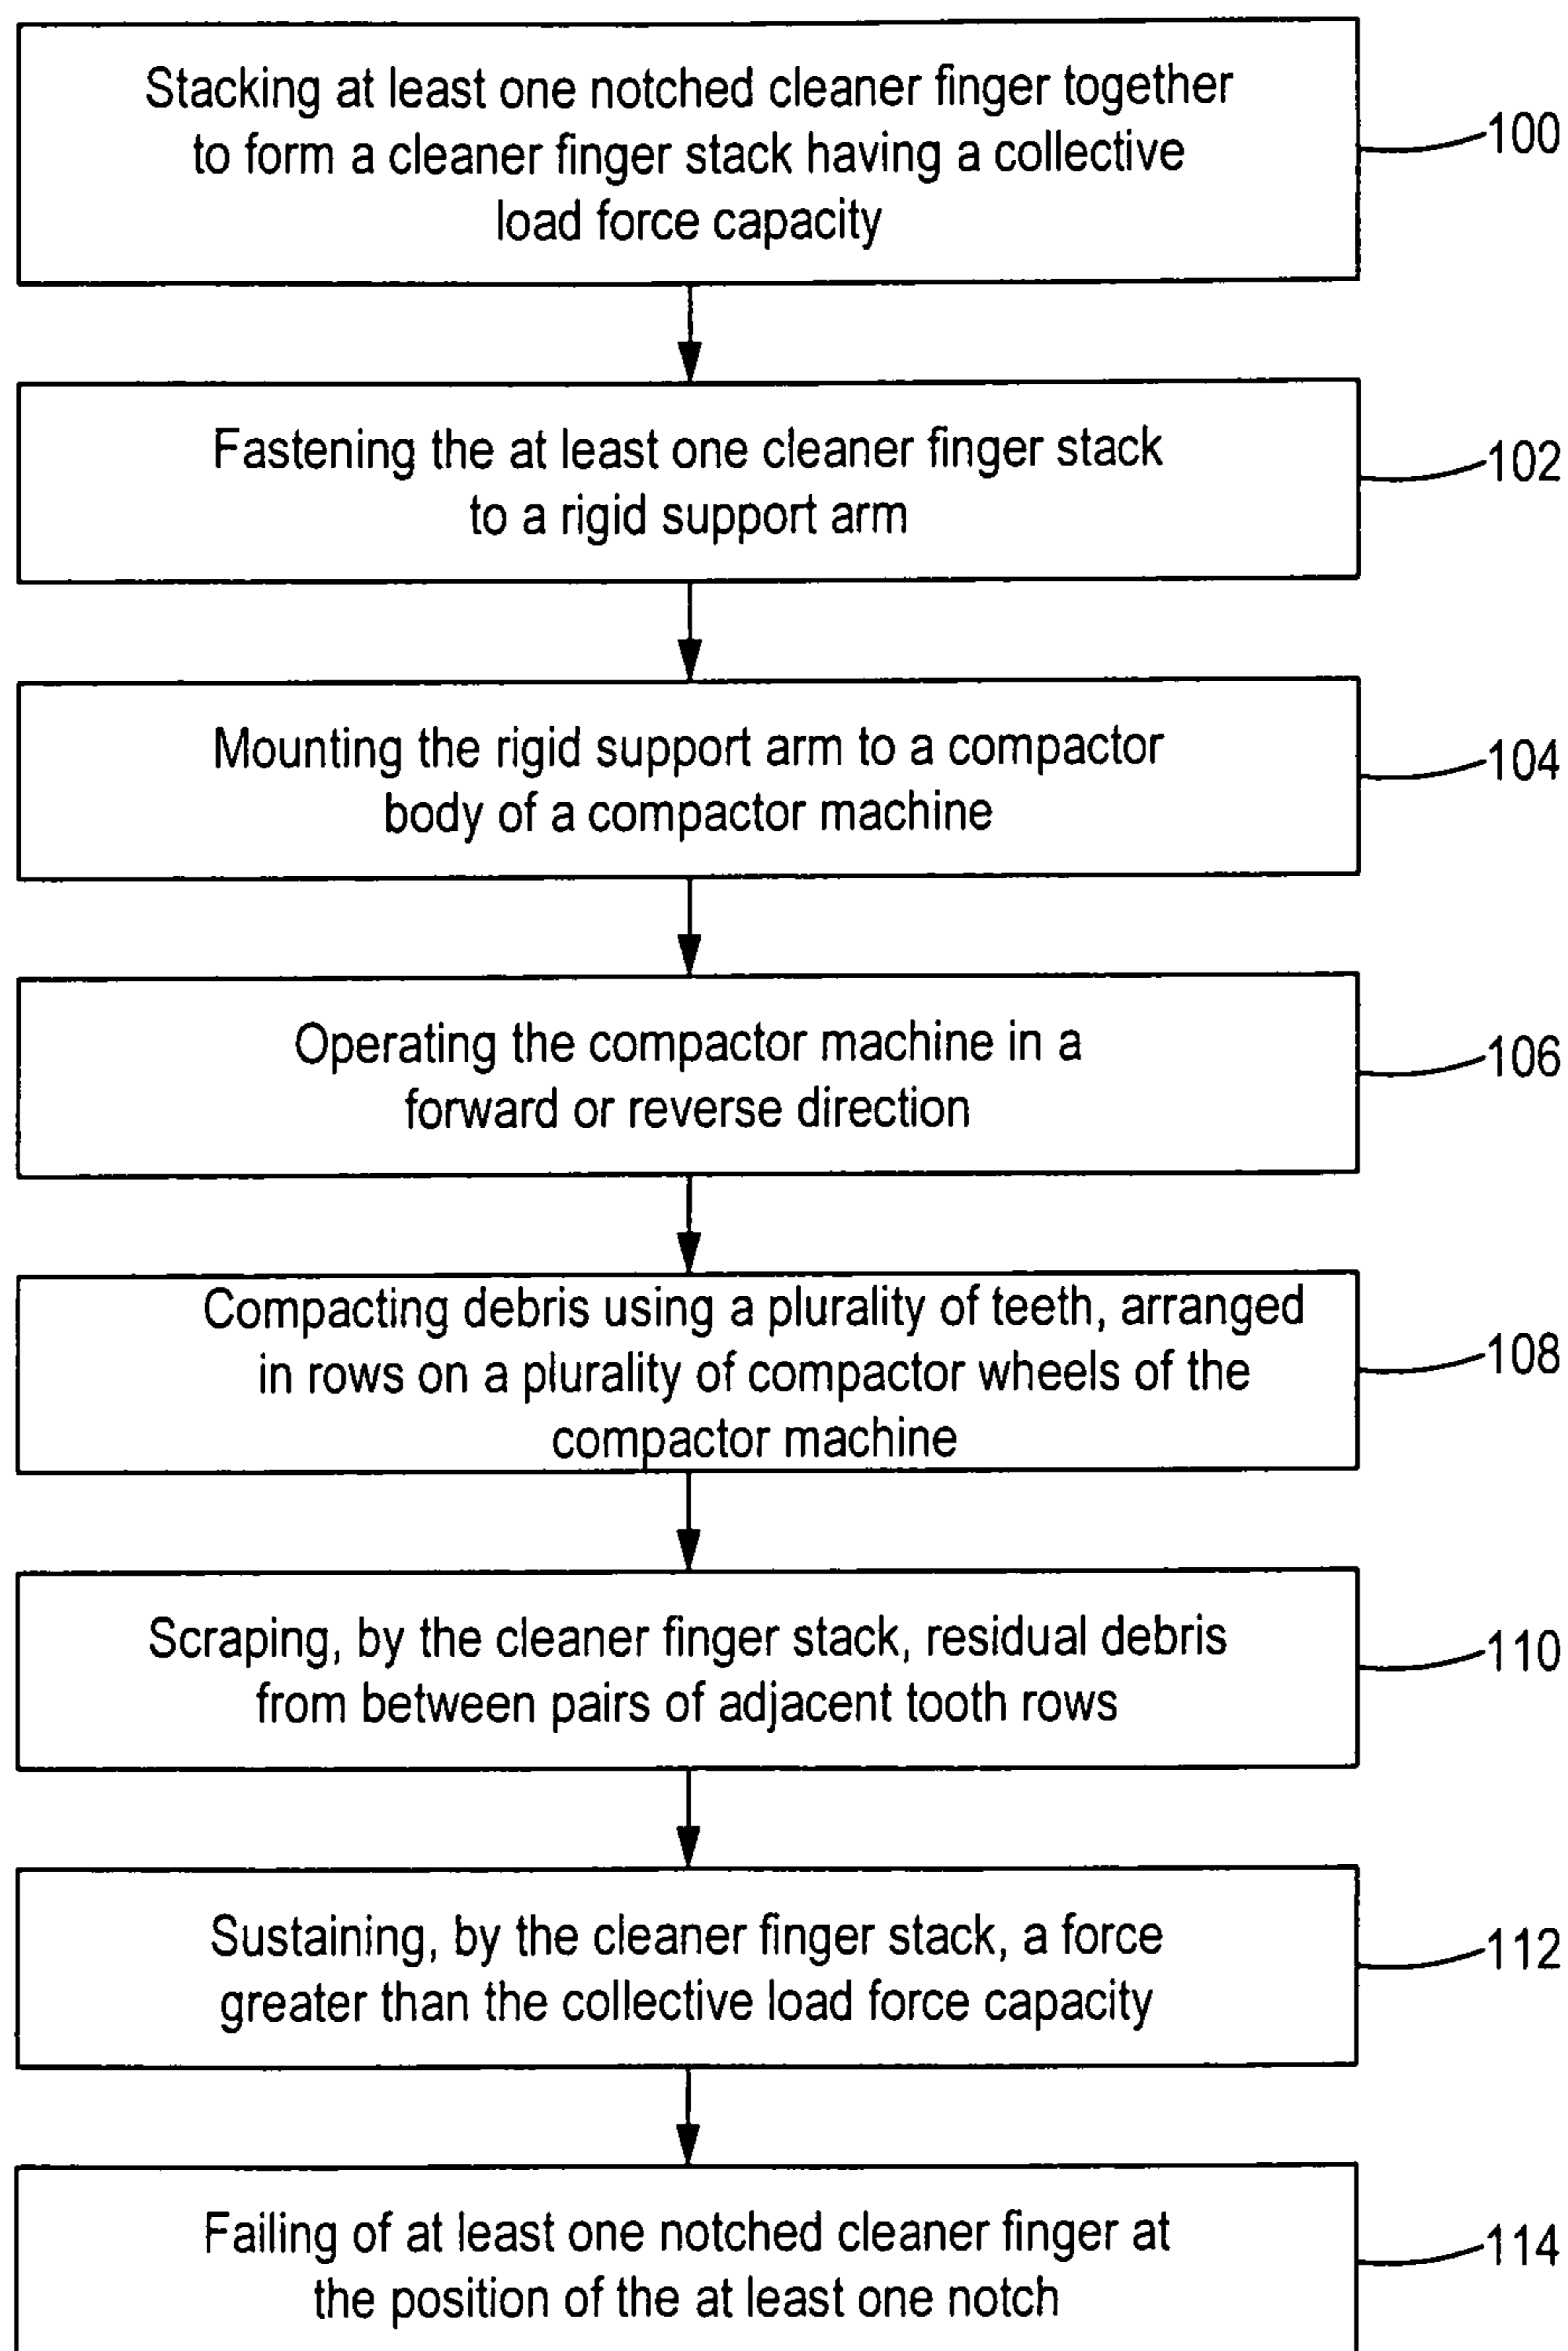 Stacking at least one notched cleaner finger together
to form a cleaner finger stack having a collective
load force capacity
100
Fastening the at least one cleaner finger stack
to a rigid support arm
102
Mounting the rigid support arm to a compactor
body of a compactor machine
104
Operating the compactor machine in a
forward or reverse direction
106
Compacting debris using a plurality of teeth, arranged
in rows on a plurality of compactor wheels of the
compactor machine
108
Scraping, by the cleaner finger stack, residual debris
from between pairs of adjacent tooth rows
110
Sustaining, by the cleaner finger stack, a force
greater than the collective load force capacity
112
Failing of at least one notched cleaner finger at
the position of the at least one notch
114